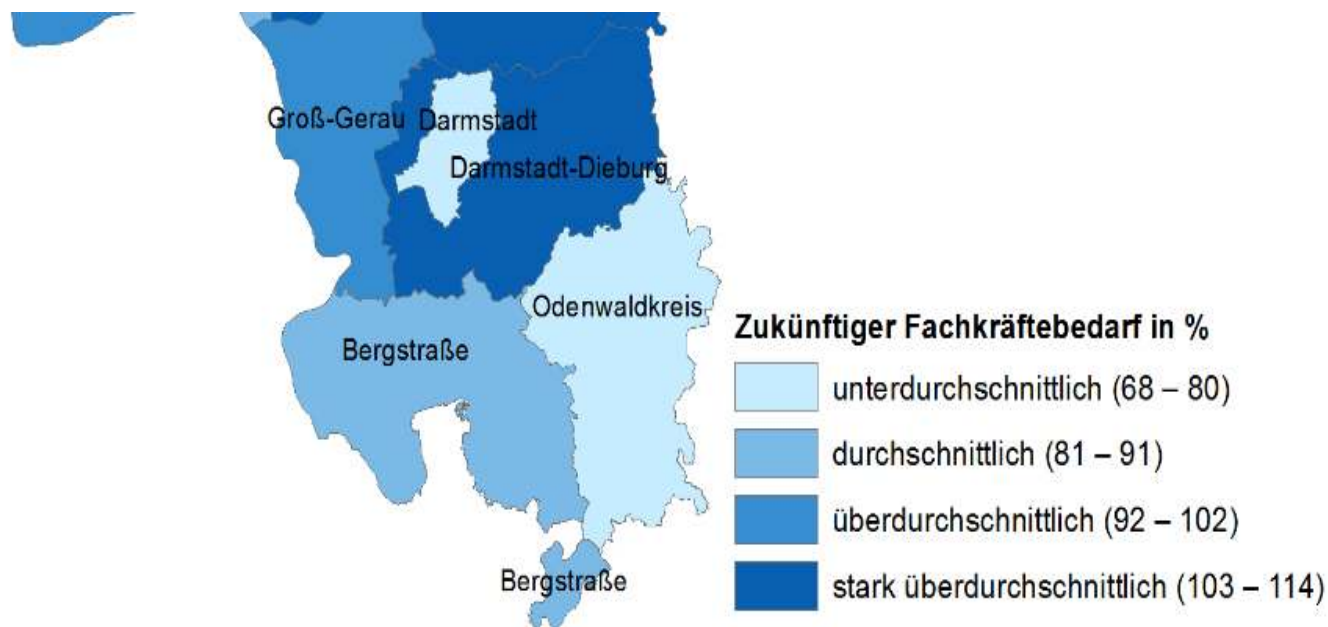 Groß-Gerau
Darmstadt
Darmstadt-Dieburg
Odenwaldkreis
Bergstraße
Bergstraße
Zukünftiger Fachkräftebedarf in %
unterdurchschnittlich (68 – 80)
durchschnittlich (81 – 91)
überdurchschnittlich (92 – 102)
stark überdurchschnittlich (103 – 114)